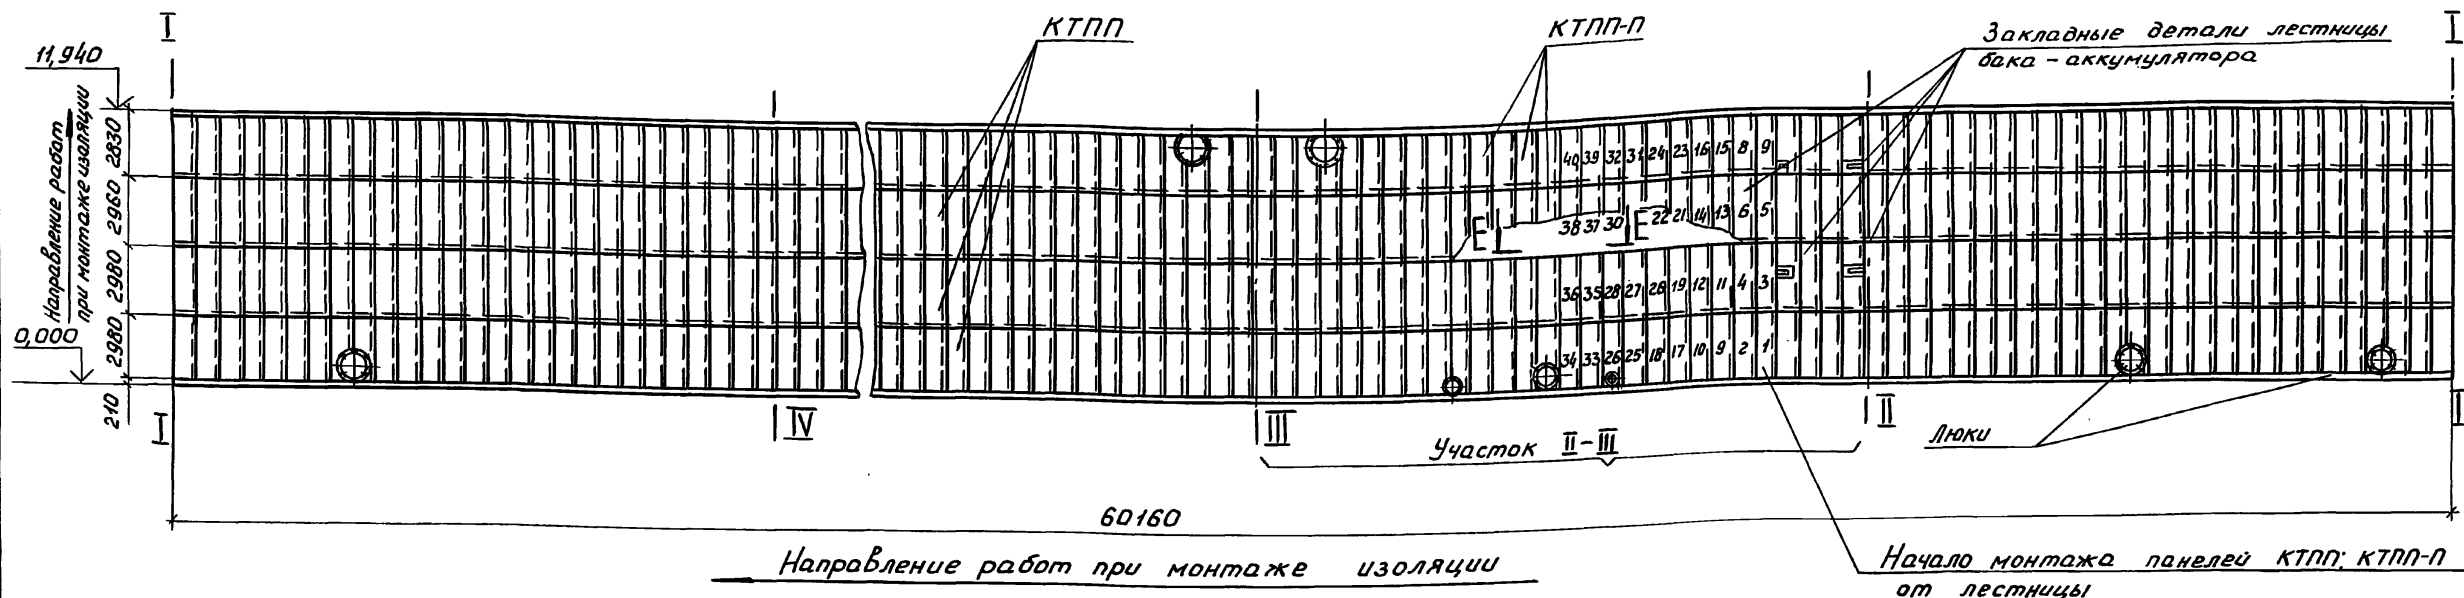 I
I
11,940
КТПП
КТПП-П
Закладные детали лестницы
бака-аккумулятора
Направление работ
при монтаже изоляции
2830
2960
2980
2980
210
0,000
40 39 32 31 24 23 16 15 8 9
38 37 30 22 21 14 13 6 5
E E
36 35 28 27 28 19 12 11 4 3
34 33 26 25 18 17 10 9 2 1
I
IV
III
II
I
Участок II-III
Люки
60160
Направление работ при монтаже изоляции
Начало монтажа панелей КТПП; КТПП-П
от лестницы